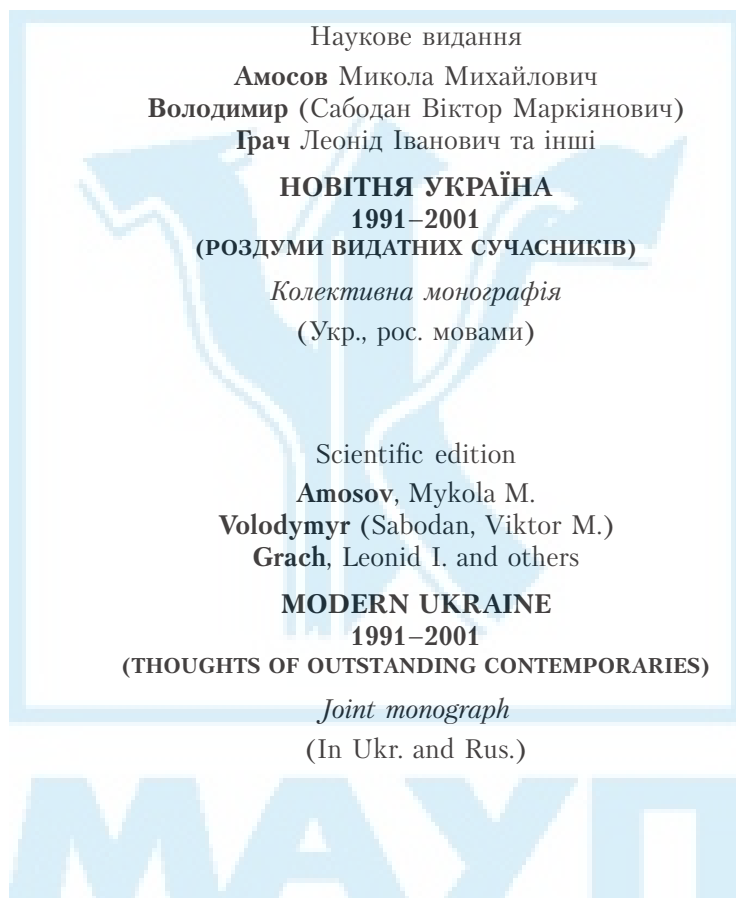 Наукове видання
Амосов Микола Михайлович
Володимир (Сабодан Віктор Маркіянович)
Грач Леонід Іванович та інші
НОВІТНЯ УКРАЇНА
1991–2001
(РОЗДУМИ ВИДАТНИХ СУЧАСНИКІВ)
Колективна монографія
(Укр., рос. мовами)
Scientific edition
Amosov, Mykola M.
Volodymyr (Sabodan, Viktor M.)
Grach, Leonid I. and others
MODERN UKRAINE
1991–2001
(THOUGHTS OF OUTSTANDING CONTEMPORARIES)
Joint monograph
(In Ukr. and Rus.)
МАУП